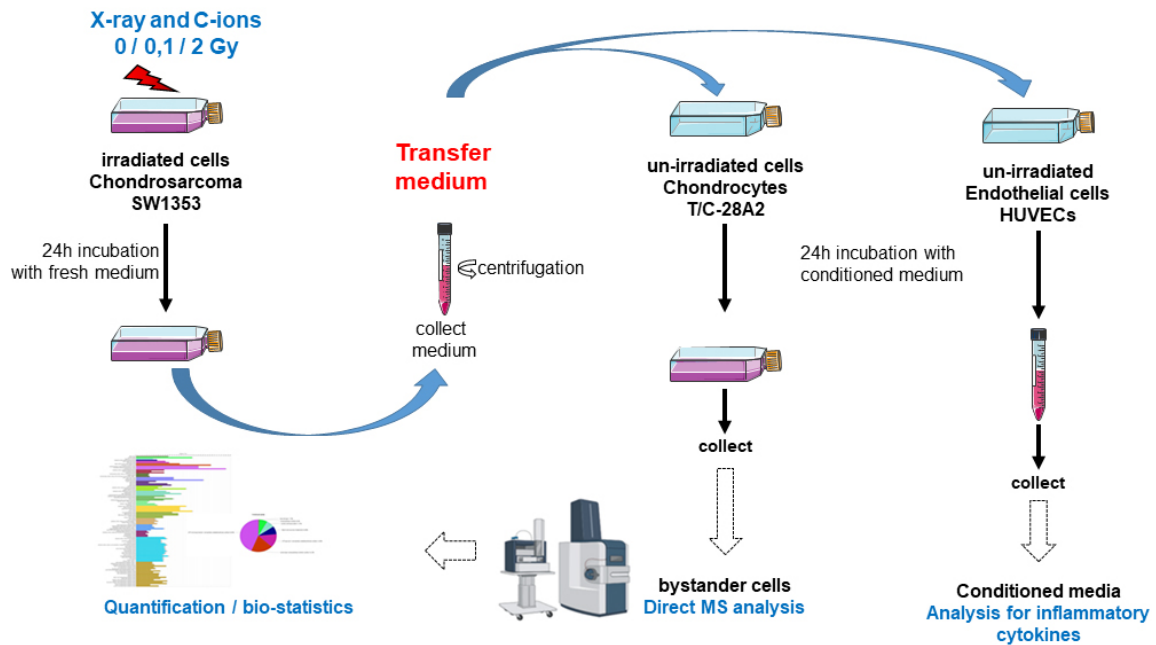 X-ray and C-ions
0 / 0,1 / 2 Gy
irradiated cells
Chondrosarcoma
SW1353
24h incubation
with fresh medium
Transfer
medium
centrifugation
collect
medium
un-irradiated cells
Chondrocytes
T/C-28A2
un-irradiated
Endothelial cells
HUVECs
24h incubation with
conditioned medium
collect
collect
bystander cells
Direct MS analysis
Conditioned media
Analysis for inflammatory
cytokines
Quantification / bio-statistics